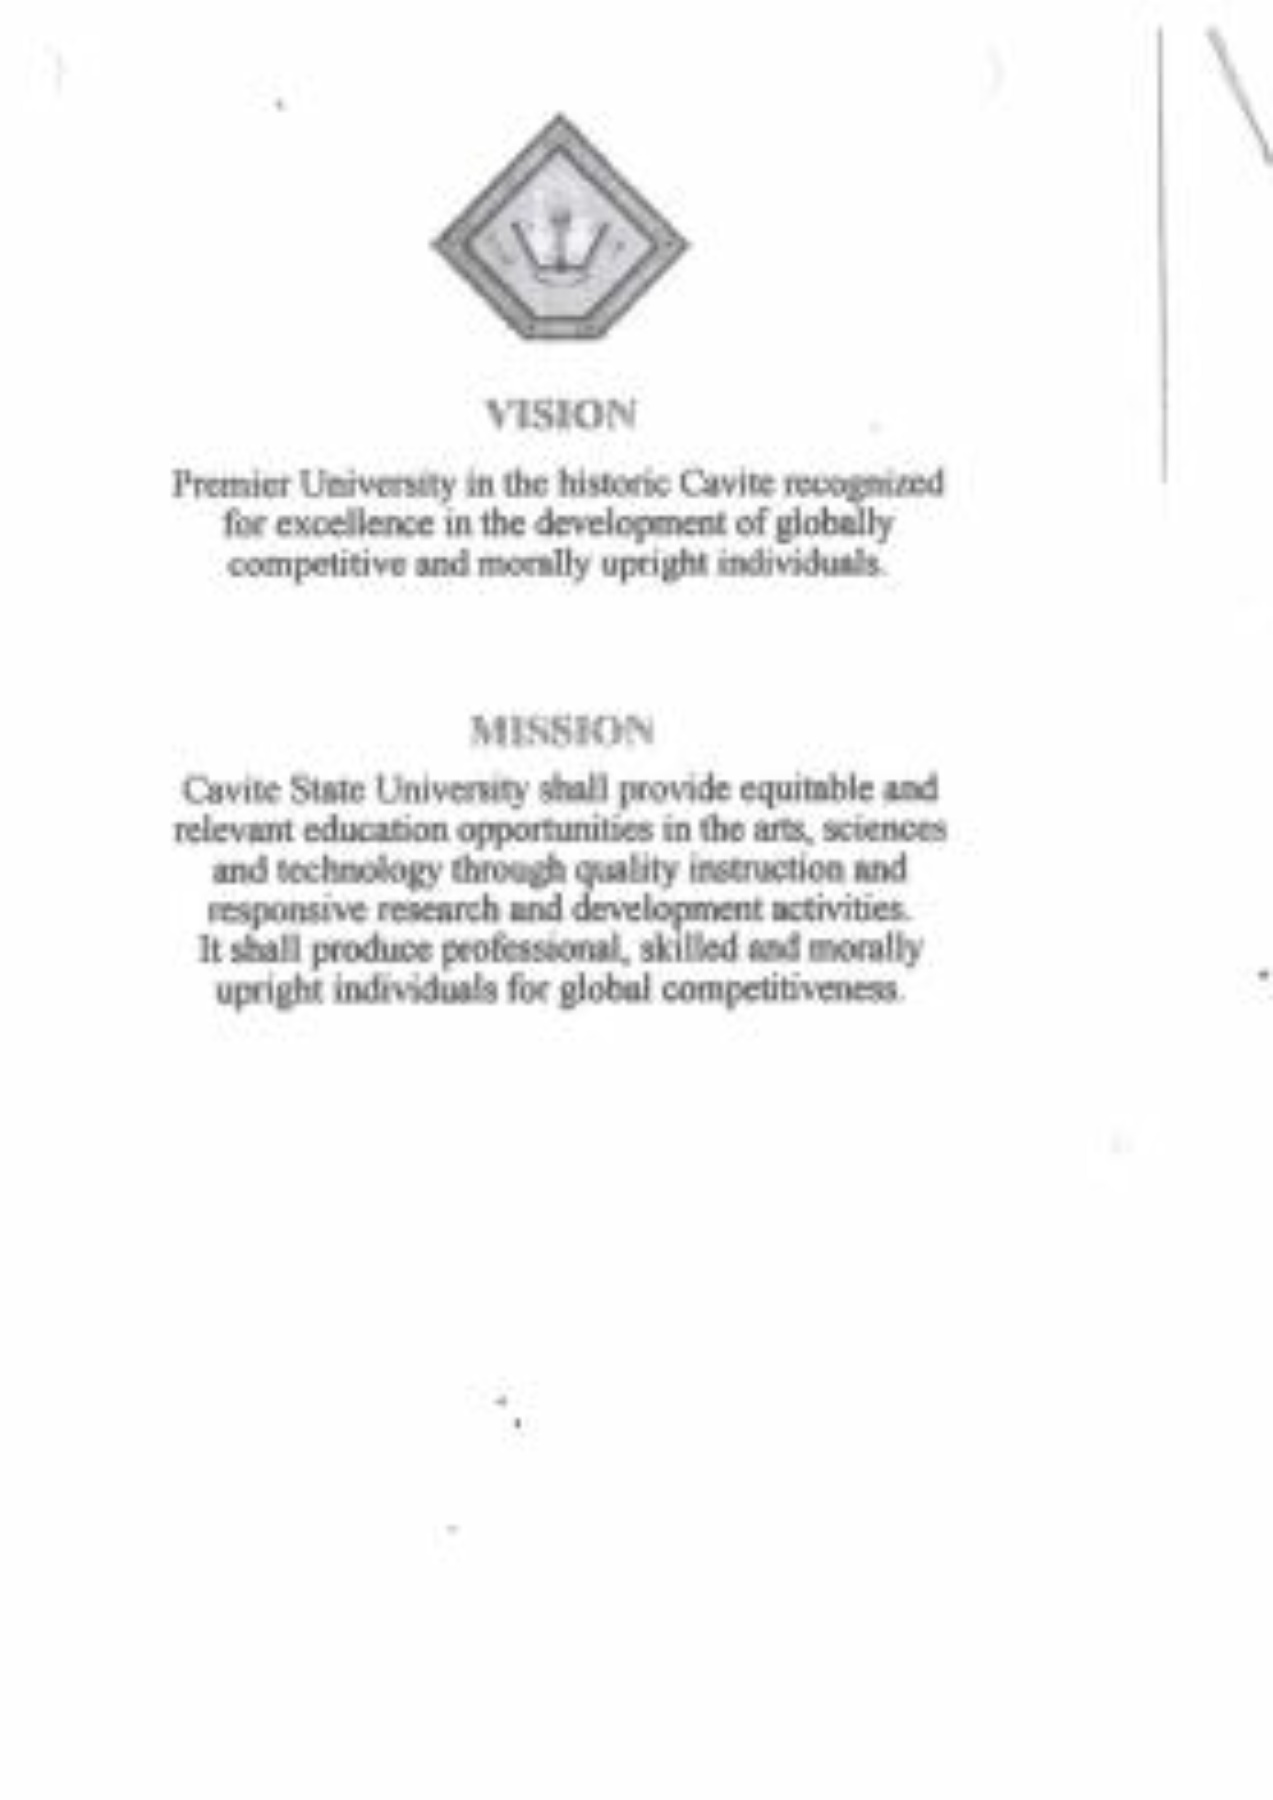 VISION
Premier University in the historic Cavite recognized
for excellence in the development of globally
competitive and morally upright individuals.
MISSION
Cavite State University shall provide equitable and
relevant education opportunities in the arts, sciences
and technology through quality instruction and
responsive research and development activities.
It shall produce professional, skilled and morally
upright individuals for global competitiveness.